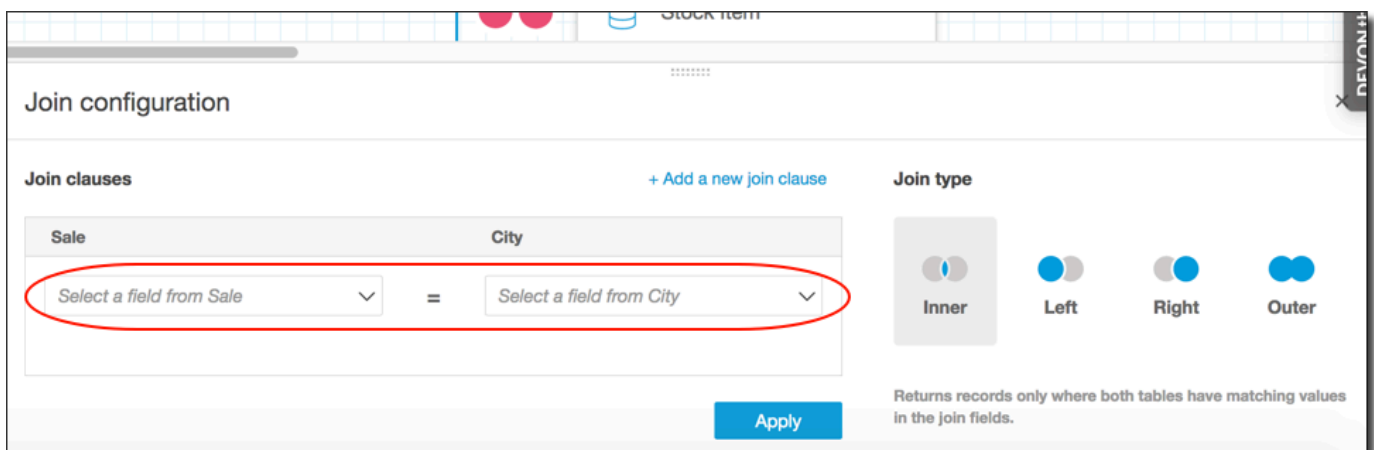 Stock Item
Join configuration
×
Join clauses
+ Add a new join clause
Join type
Sale
City
Select a field from Sale
=
Select a field from City
Inner
Left
Right
Outer
Returns records only where both tables have matching values
in the join fields.
Apply